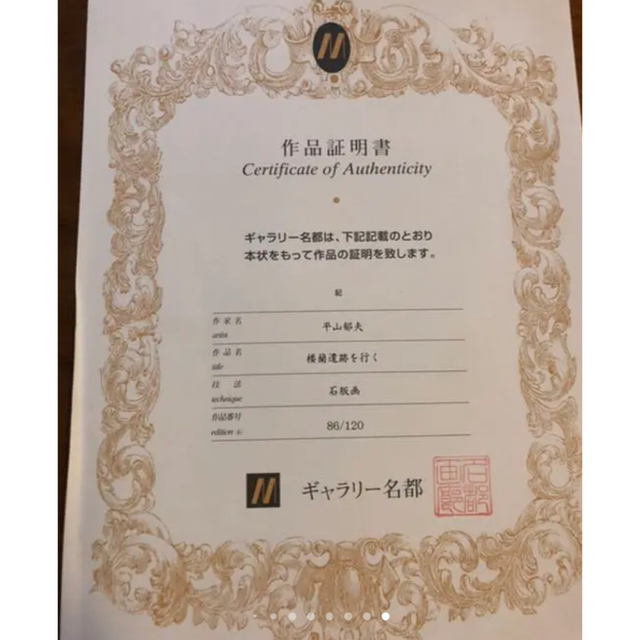 作品証明書
Certificate of Authenticity
ギャラリー名都は、下記記載のとおり
本状をもって作品の証明を致します。
記
作家名 平山郁夫
artist
作品名 楼蘭遺跡を行く
title
技法 石版画
technique
作品番号 86/120
edition №
ギャラリー名都
名都画廊